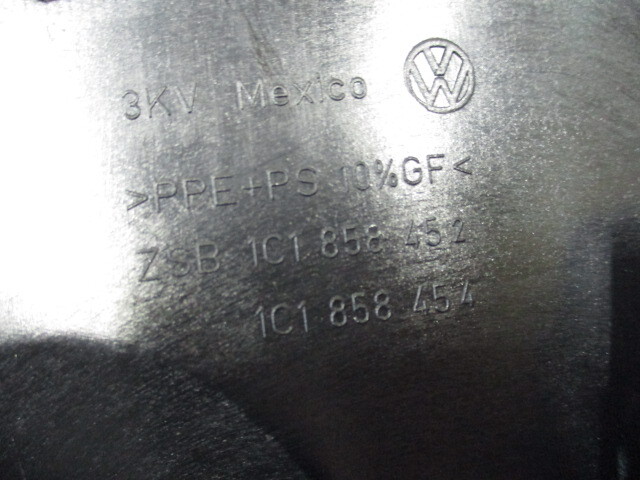 3KV Mexico
>PPE+PS 10%GF<
ZSB 1C1 858 452
1C1 858 454